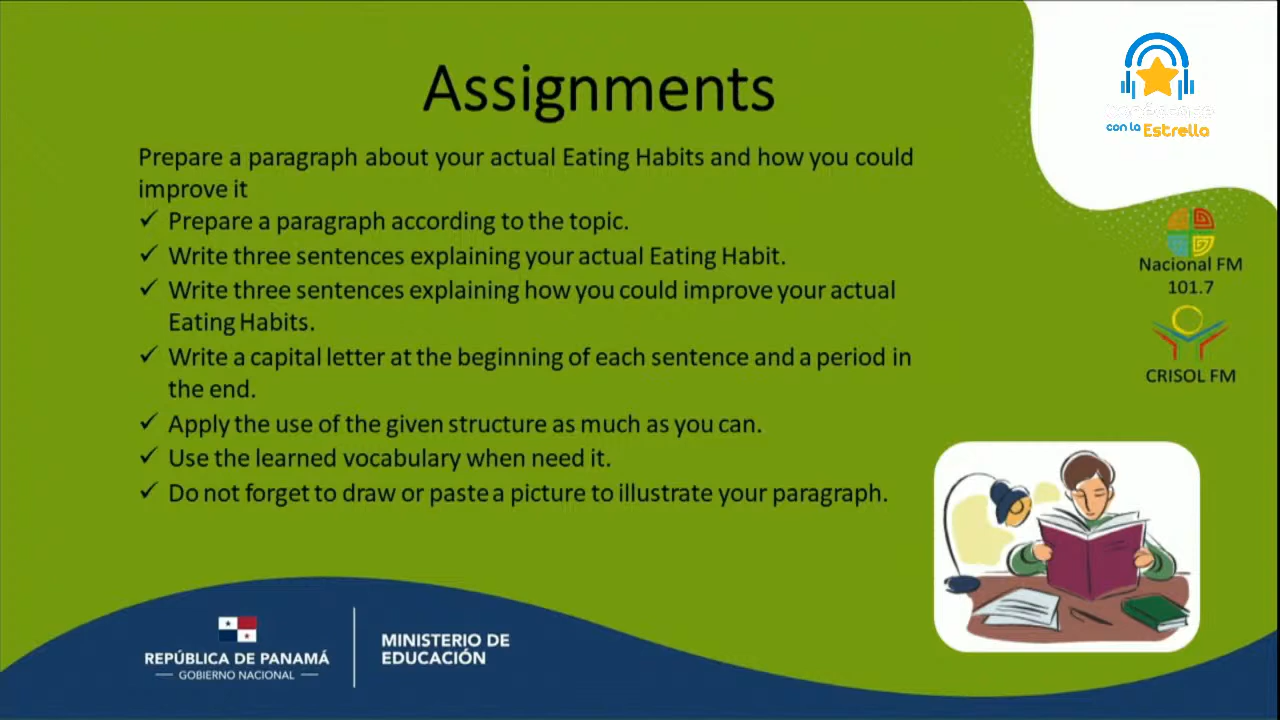 Assignments
Prepare a paragraph about your actual Eating Habits and how you could
improve it
✓ Prepare a paragraph according to the topic.
✓ Write three sentences explaining your actual Eating Habit.
✓ Write three sentences explaining how you could improve your actual
Eating Habits.
✓ Write a capital letter at the beginning of each sentence and a period in
the end.
✓ Apply the use of the given structure as much as you can.
✓ Use the learned vocabulary when need it.
✓ Do not forget to draw or paste a picture to illustrate your paragraph.
con la Estrella
Nacional FM
101.7
CRISOL FM
REPÚBLICA DE PANAMÁ
— GOBIERNO NACIONAL —
MINISTERIO DE
EDUCACIÓN